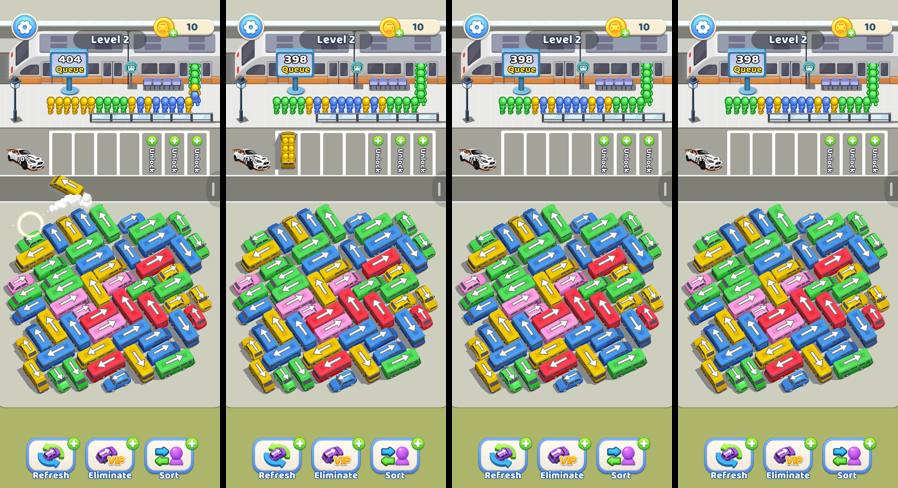 10
Level 2
404
Queue
Unlock
Unlock
Unlock
Refresh
VIP
Eliminate
Sort
10
Level 2
398
Queue
Unlock
Unlock
Unlock
Refresh
VIP
Eliminate
Sort
10
Level 2
398
Queue
Unlock
Unlock
Unlock
Refresh
VIP
Eliminate
Sort
10
Level 2
398
Queue
Unlock
Unlock
Unlock
Refresh
VIP
Eliminate
Sort